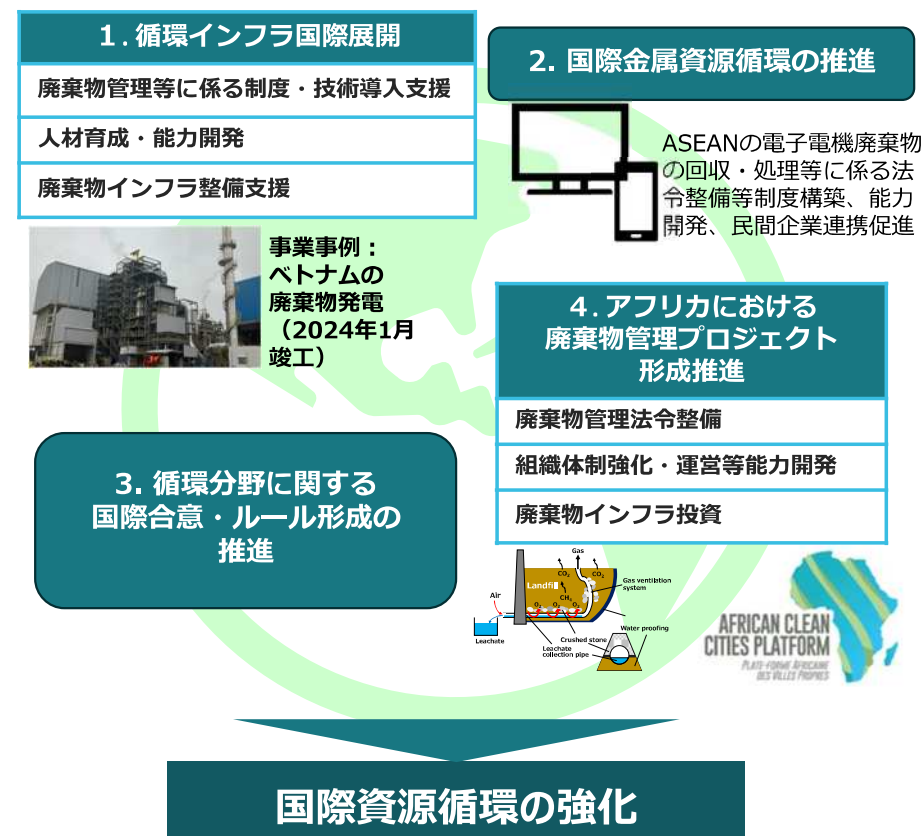 １. 循環インフラ国際展開
廃棄物管理等に係る制度・技術導入支援
人材育成・能力開発
廃棄物インフラ整備支援
事業事例：
ベトナムの
廃棄物発電
（2024年1月
竣工）
2. 国際金属資源循環の推進
ASEANの電子電機廃棄物
の回収・処理等に係る法
令整備等制度構築、能力
開発、民間企業連携促進
3. 循環分野に関する
国際合意・ルール形成の
推進
４. アフリカにおける
廃棄物管理プロジェクト
形成推進
廃棄物管理法令整備
組織体制強化・運営等能力開発
廃棄物インフラ投資
Gas
CO₂
CO₂
Landfill
Gas ventilation
system
CH₄
Air
O₂
O₂
O₂
Leachate
Crushed stone
Leachate
collection pipe
Water proofing
AFRICAN CLEAN
CITIES PLATFORM
PLATE-FORME AFRICAINE
DES VILLES PROPRES
国際資源循環の強化